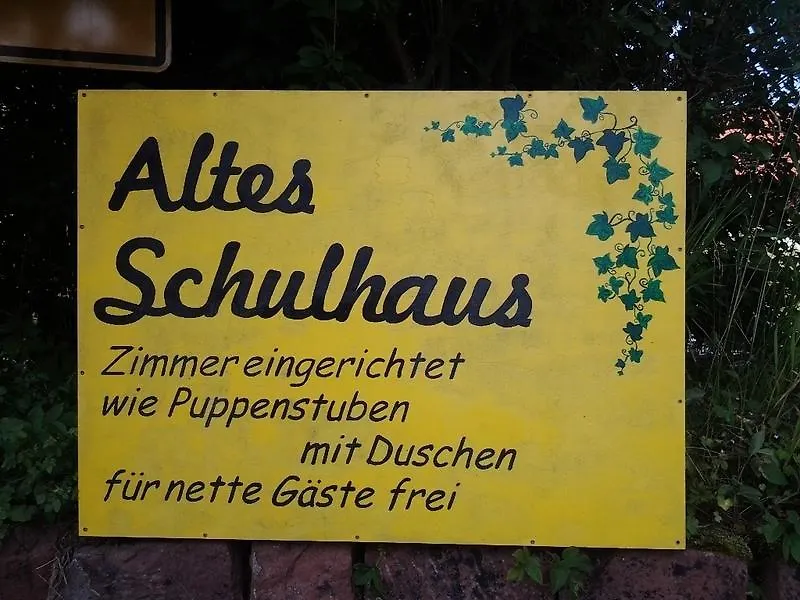 Altes
Schulhaus
Zimmer eingerichtet
wie Puppenstuben
mit Duschen
für nette Gäste frei